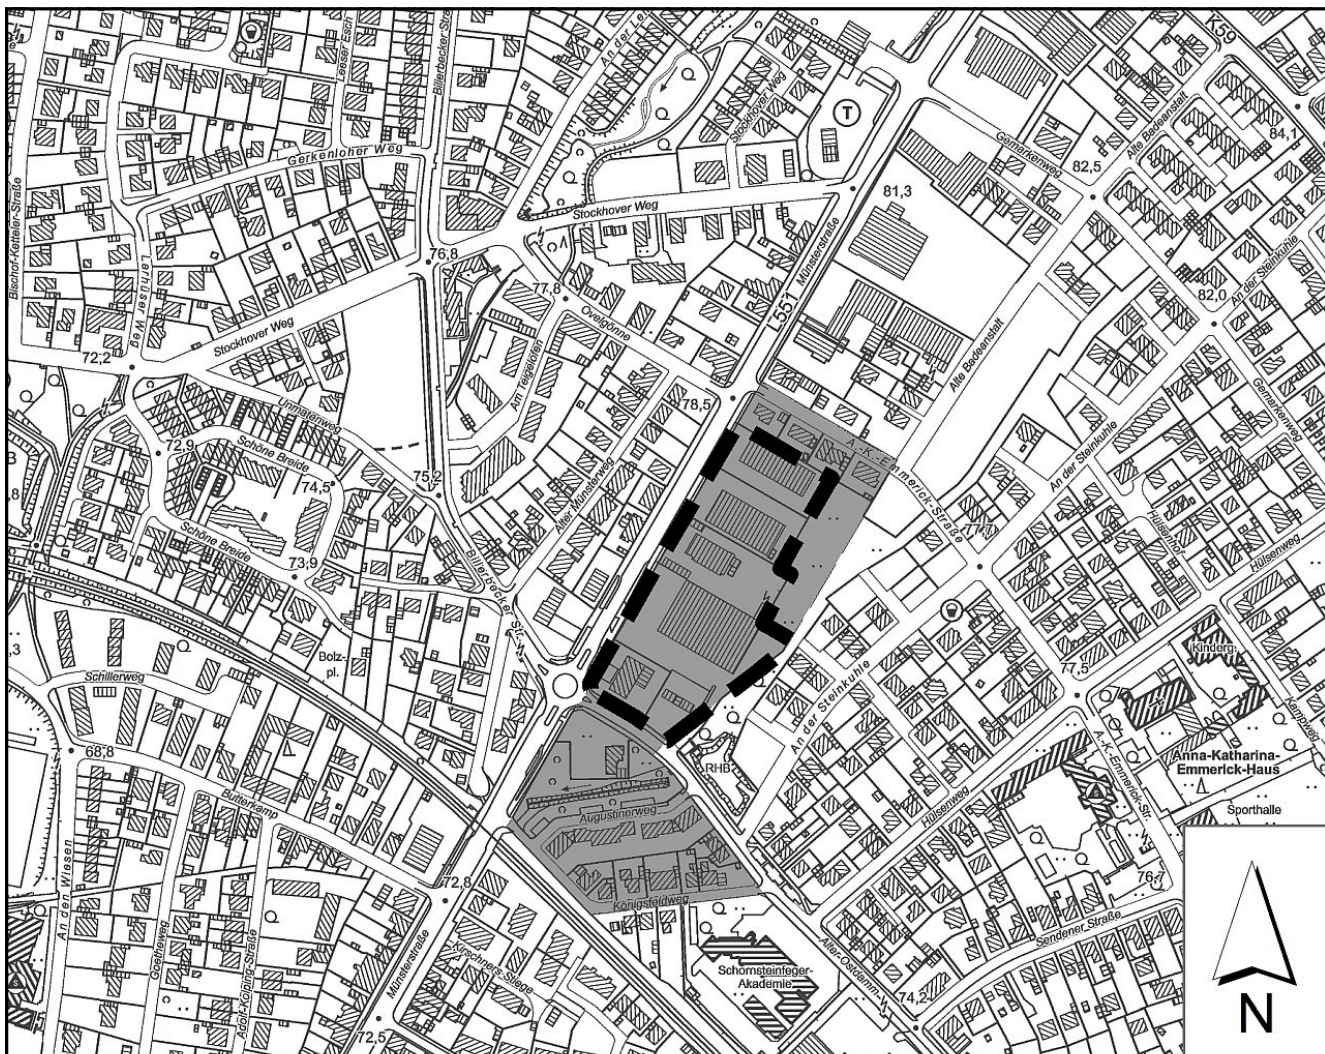 Leeser Esch
Billerbecker Str
An der
K59
Stockhover Weg
T
Gerkenloher Weg
Bischof-Ketteler-Straße
Gemarkenweg
Alte Badeanstalt
84,1
82,5
81,3
Stockhover Weg
Lerhüser Weg
76,8
77,8
Ovelgönne
L551
Münsterstraße
An der Steinkuhle
82,0
Stockhover Weg
72,2
Am Teigelofen
Alte Badeanstalt
78,5
Gemarkenweg
72,9
Schöne Breide
74,5
75,2
Alter Münsterweg
A.-K.-Emmerick-Straße
An der Steinkuhle
77,7
Hülsenhof
Hülsenweg
Schöne Breide
73,9
Billerbecker Str.
Bolz-
pl.
Schillerweg
68,8
Butterkamp
An der Steinkuhle
77,5
Kinderg.
Kampweg
A.-K.-Emmerick-Str.
Anna-Katharina-
Emmerick-Haus
Sporthalle
RHB
Augustinerweg
Hülsenweg
An den Wiesen
Goetheweg
Adolf-Kolping-Straße
72,8
Münsterstraße
Königsfeldweg
Kirschners-Stiege
Schornsteinfeger-
Akademie
Alter-Ostdamm
76,7
Sendener Straße
74,2
72,5
N